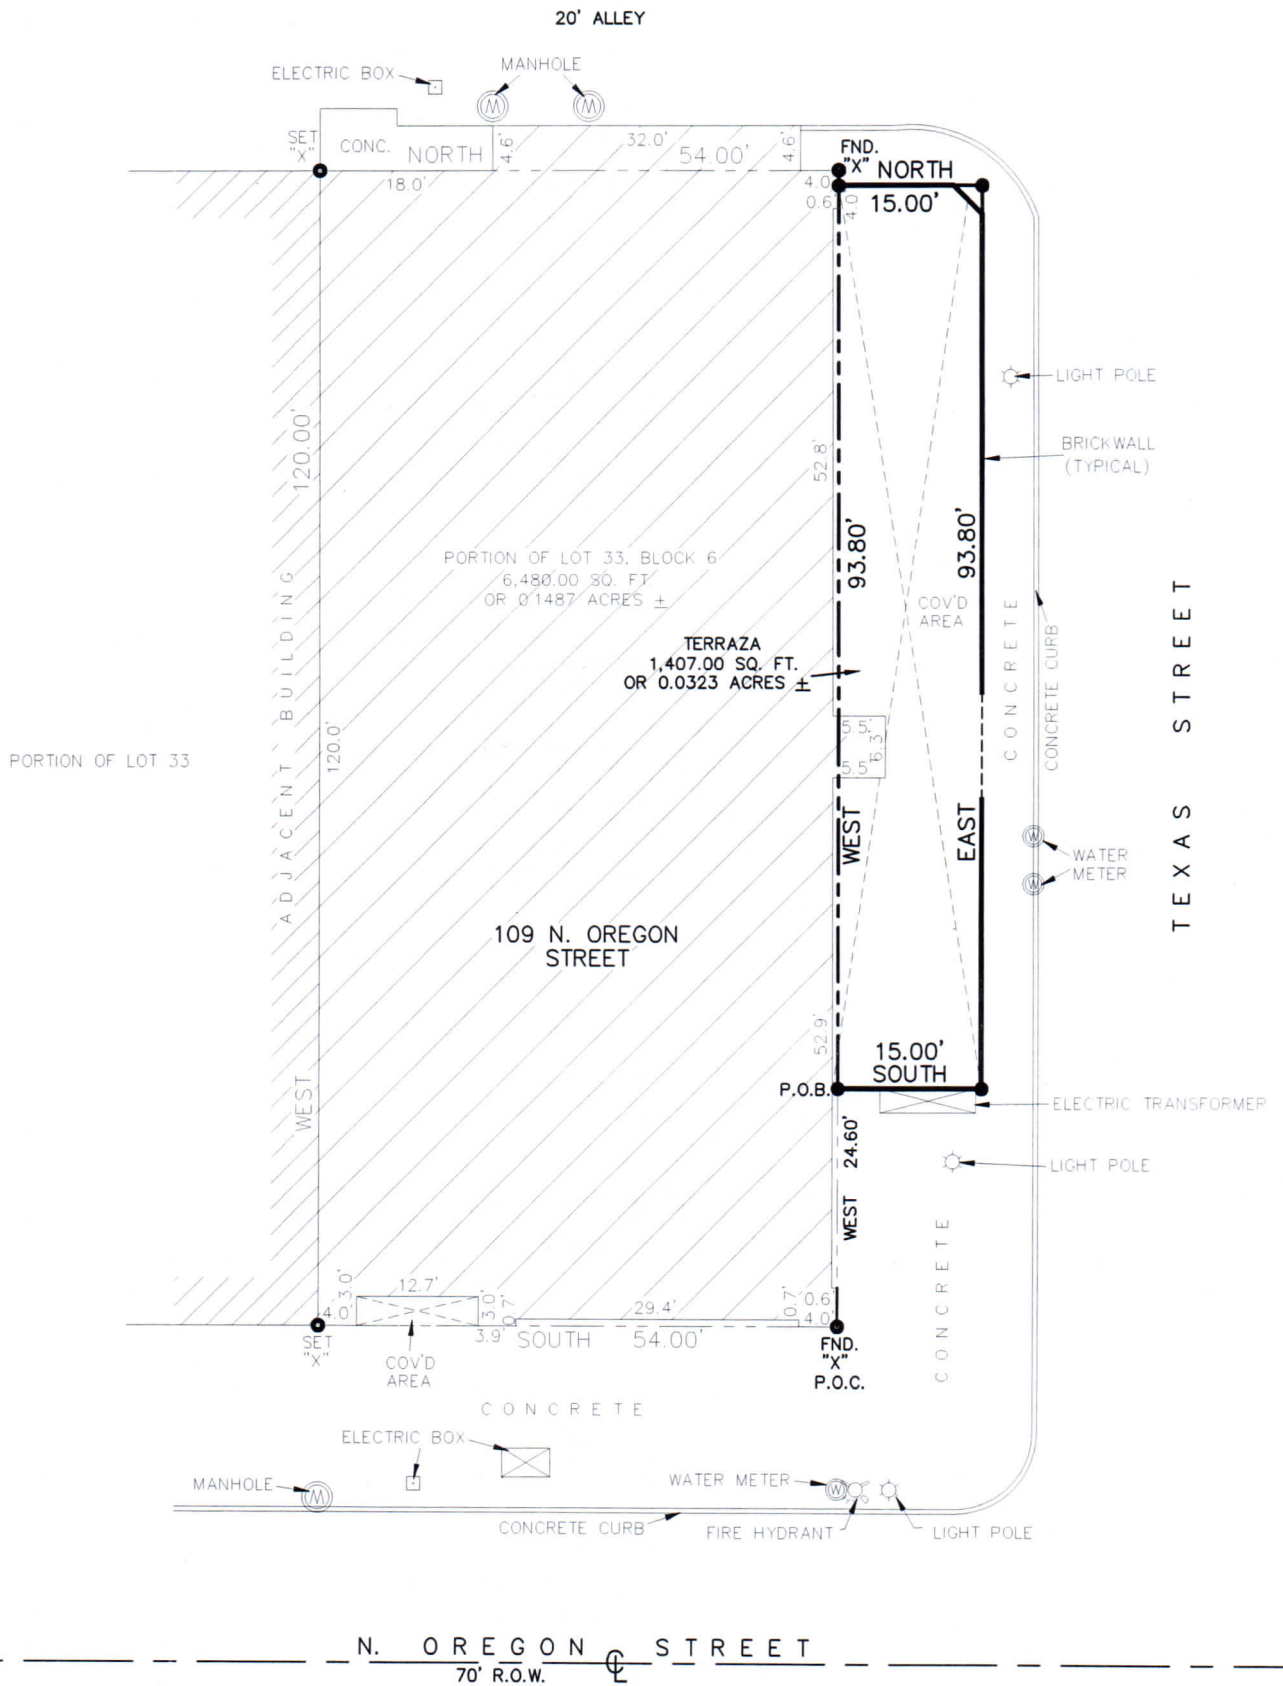 20' ALLEY
ELECTRIC BOX
MANHOLE
SET
"X"
CONC.
NORTH
4.6'
32.0'
54.00'
4.6'
18.0'
FND.
"X"
NORTH
4.0
0.6
4.0'
15.00'
LIGHT POLE
BRICKWALL
(TYPICAL)
120.00'
52.8'
93.80'
93.80'
PORTION OF LOT 33, BLOCK 6
6,480.00 SQ. FT.
OR 0.1487 ACRES ±
COV'D
AREA
TERRAZA
1,407.00 SQ. FT.
OR 0.0323 ACRES ±
CONCRETE
CONCRETE CURB
TEXAS STREET
ADJACENT BUILDING
5.5'
6.3'
5.5'
120.0'
PORTION OF LOT 33
WEST
EAST
WATER
METER
109 N. OREGON
STREET
52.9'
15.00'
SOUTH
P.O.B.
WEST
ELECTRIC TRANSFORMER
24.60'
WEST
LIGHT POLE
CONCRETE
12.7'
3.0'
4.0'
3.0'
0.7'
3.9'
29.4'
0.7'
0.6'
4.0'
SOUTH 54.00'
SET
"X"
COV'D
AREA
FND.
"X"
P.O.C.
CONCRETE
ELECTRIC BOX
MANHOLE
WATER METER
CONCRETE CURB
FIRE HYDRANT
LIGHT POLE
N. OREGON STREET
70' R.O.W.